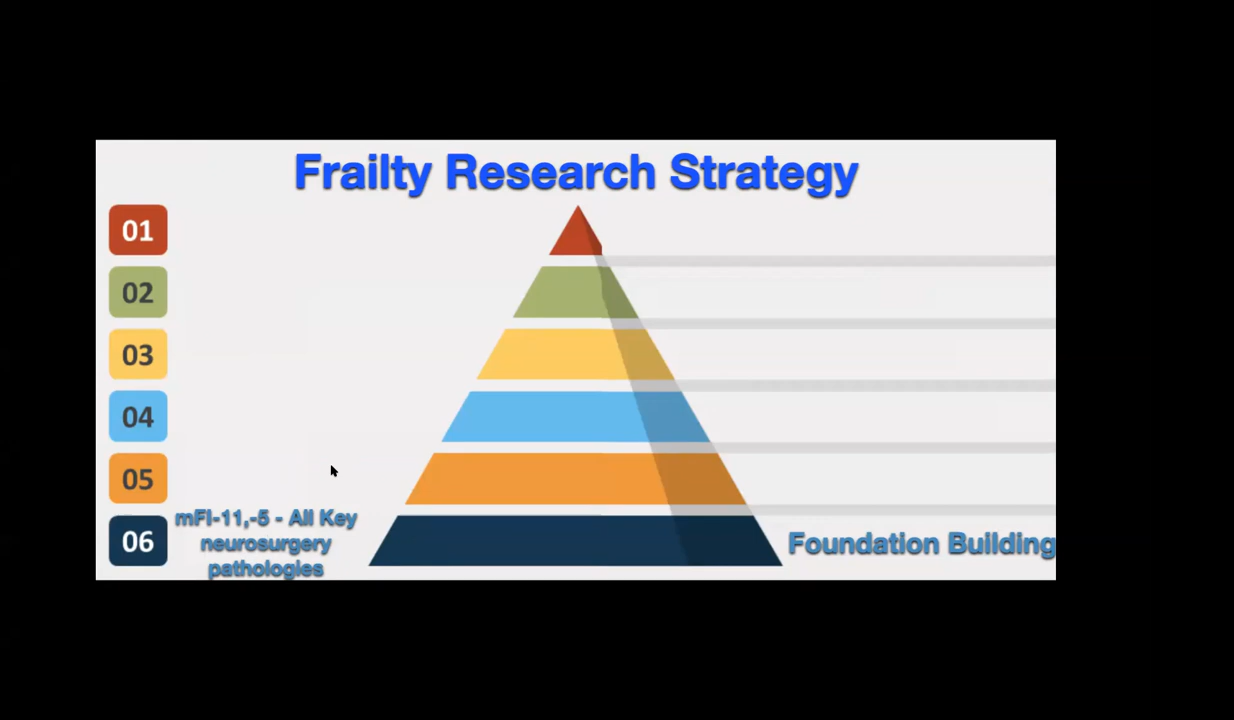 Frailty Research Strategy
01
02
03
04
05
06
mFI-11,-5 - All Key
neurosurgery
pathologies
Foundation Building